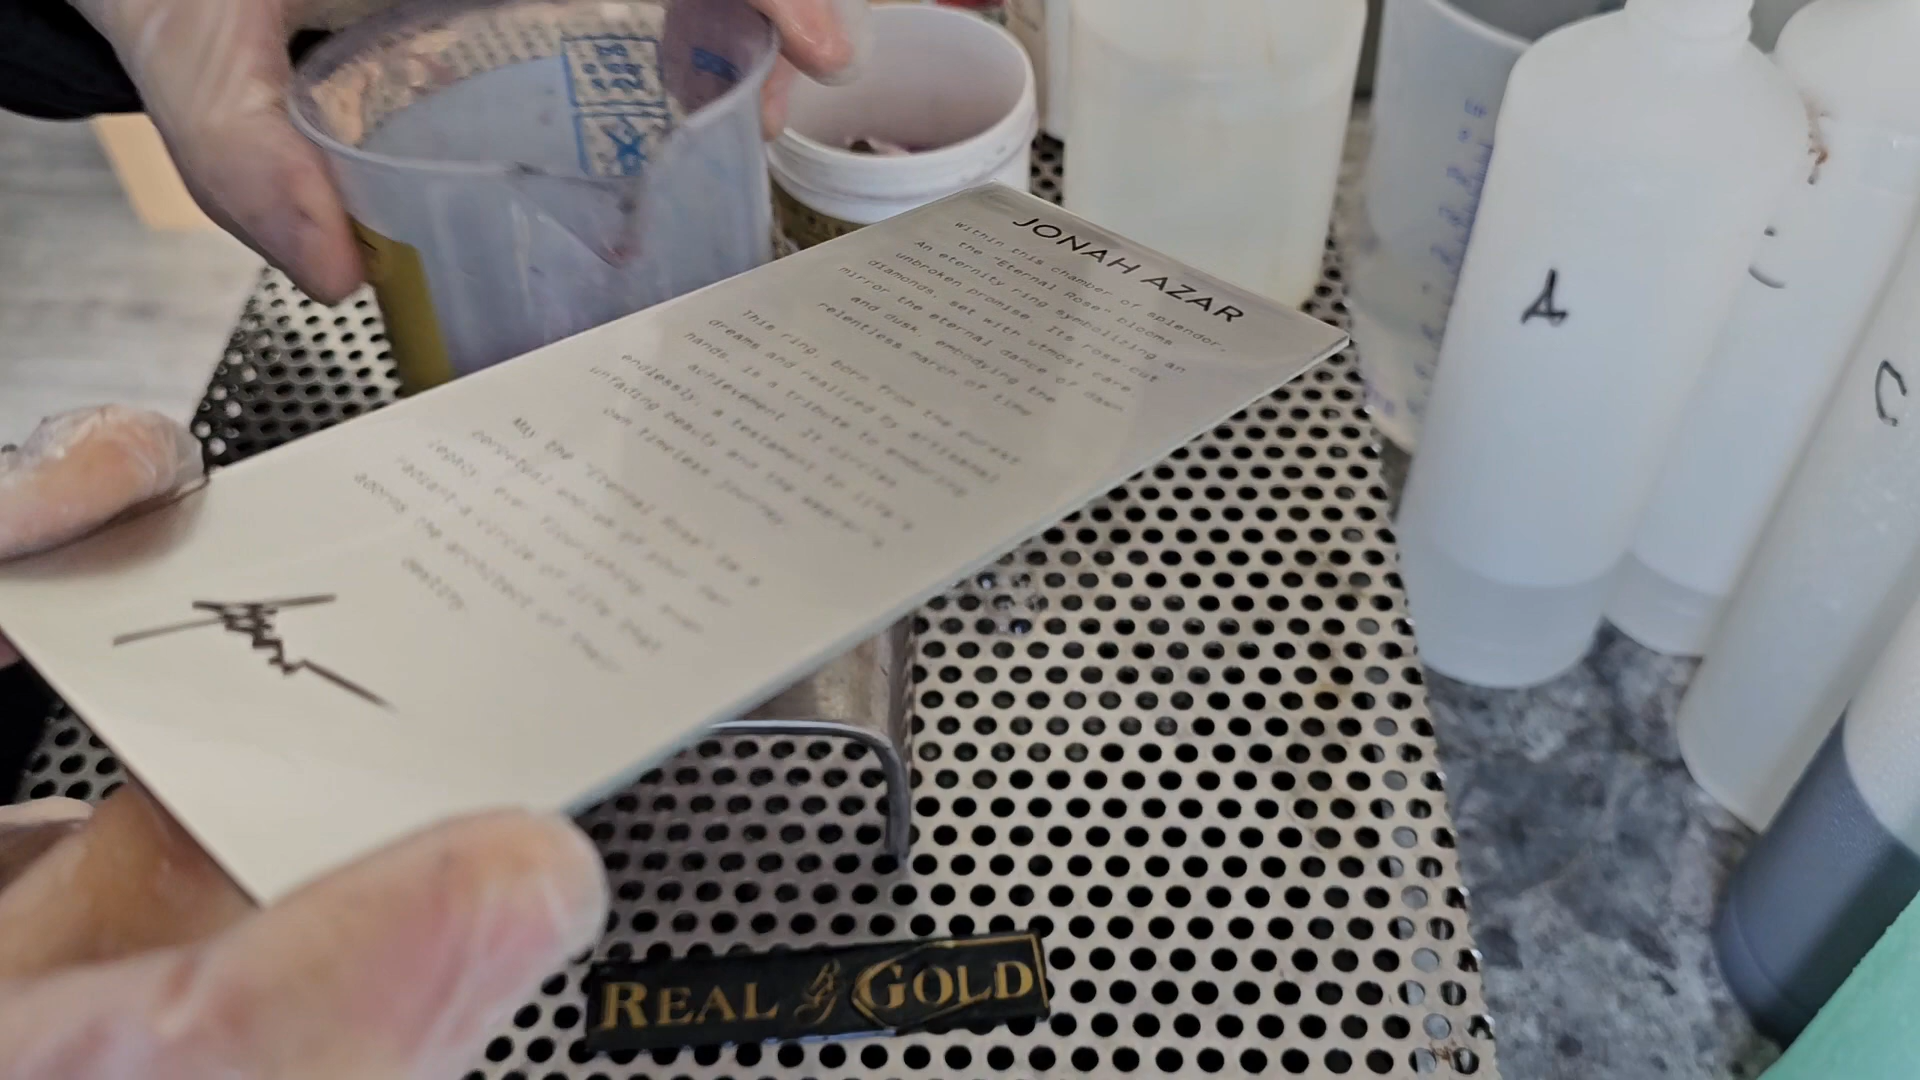 JONAH AZAR
Within this chamber of splendor,
the "Eternal Rose" blooms
An eternity ring symbolizing an
unbroken promise. Its rose-cut
diamonds, set with utmost care
mirror the eternal dance of dawn
and dusk, embodying the
relentless march of time
This ring, born from the purest
dreams and realized by artisanal
hands, is a tribute to enduring
achievement. It circles
endlessly, a testament to life's
unfading beauty and the wearer's
own timeless journey.
May the "Eternal Rose" be a
perpetual emblem of your
legacy, ever flourishing, ever
radiant-a circle of life that
adorns the architect of their
destiny.
A
C
REAL RG GOLD